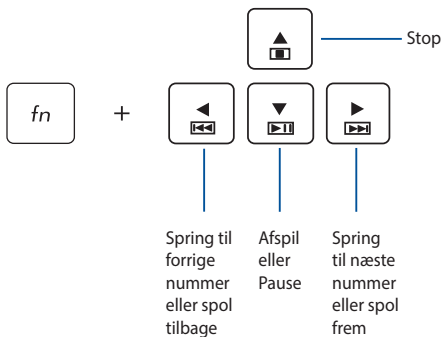 Stop
fn
+
Spring til
forrige
nummer
eller spol
tilbage
Afspil
eller
Pause
Spring
til næste
nummer
eller spol
frem